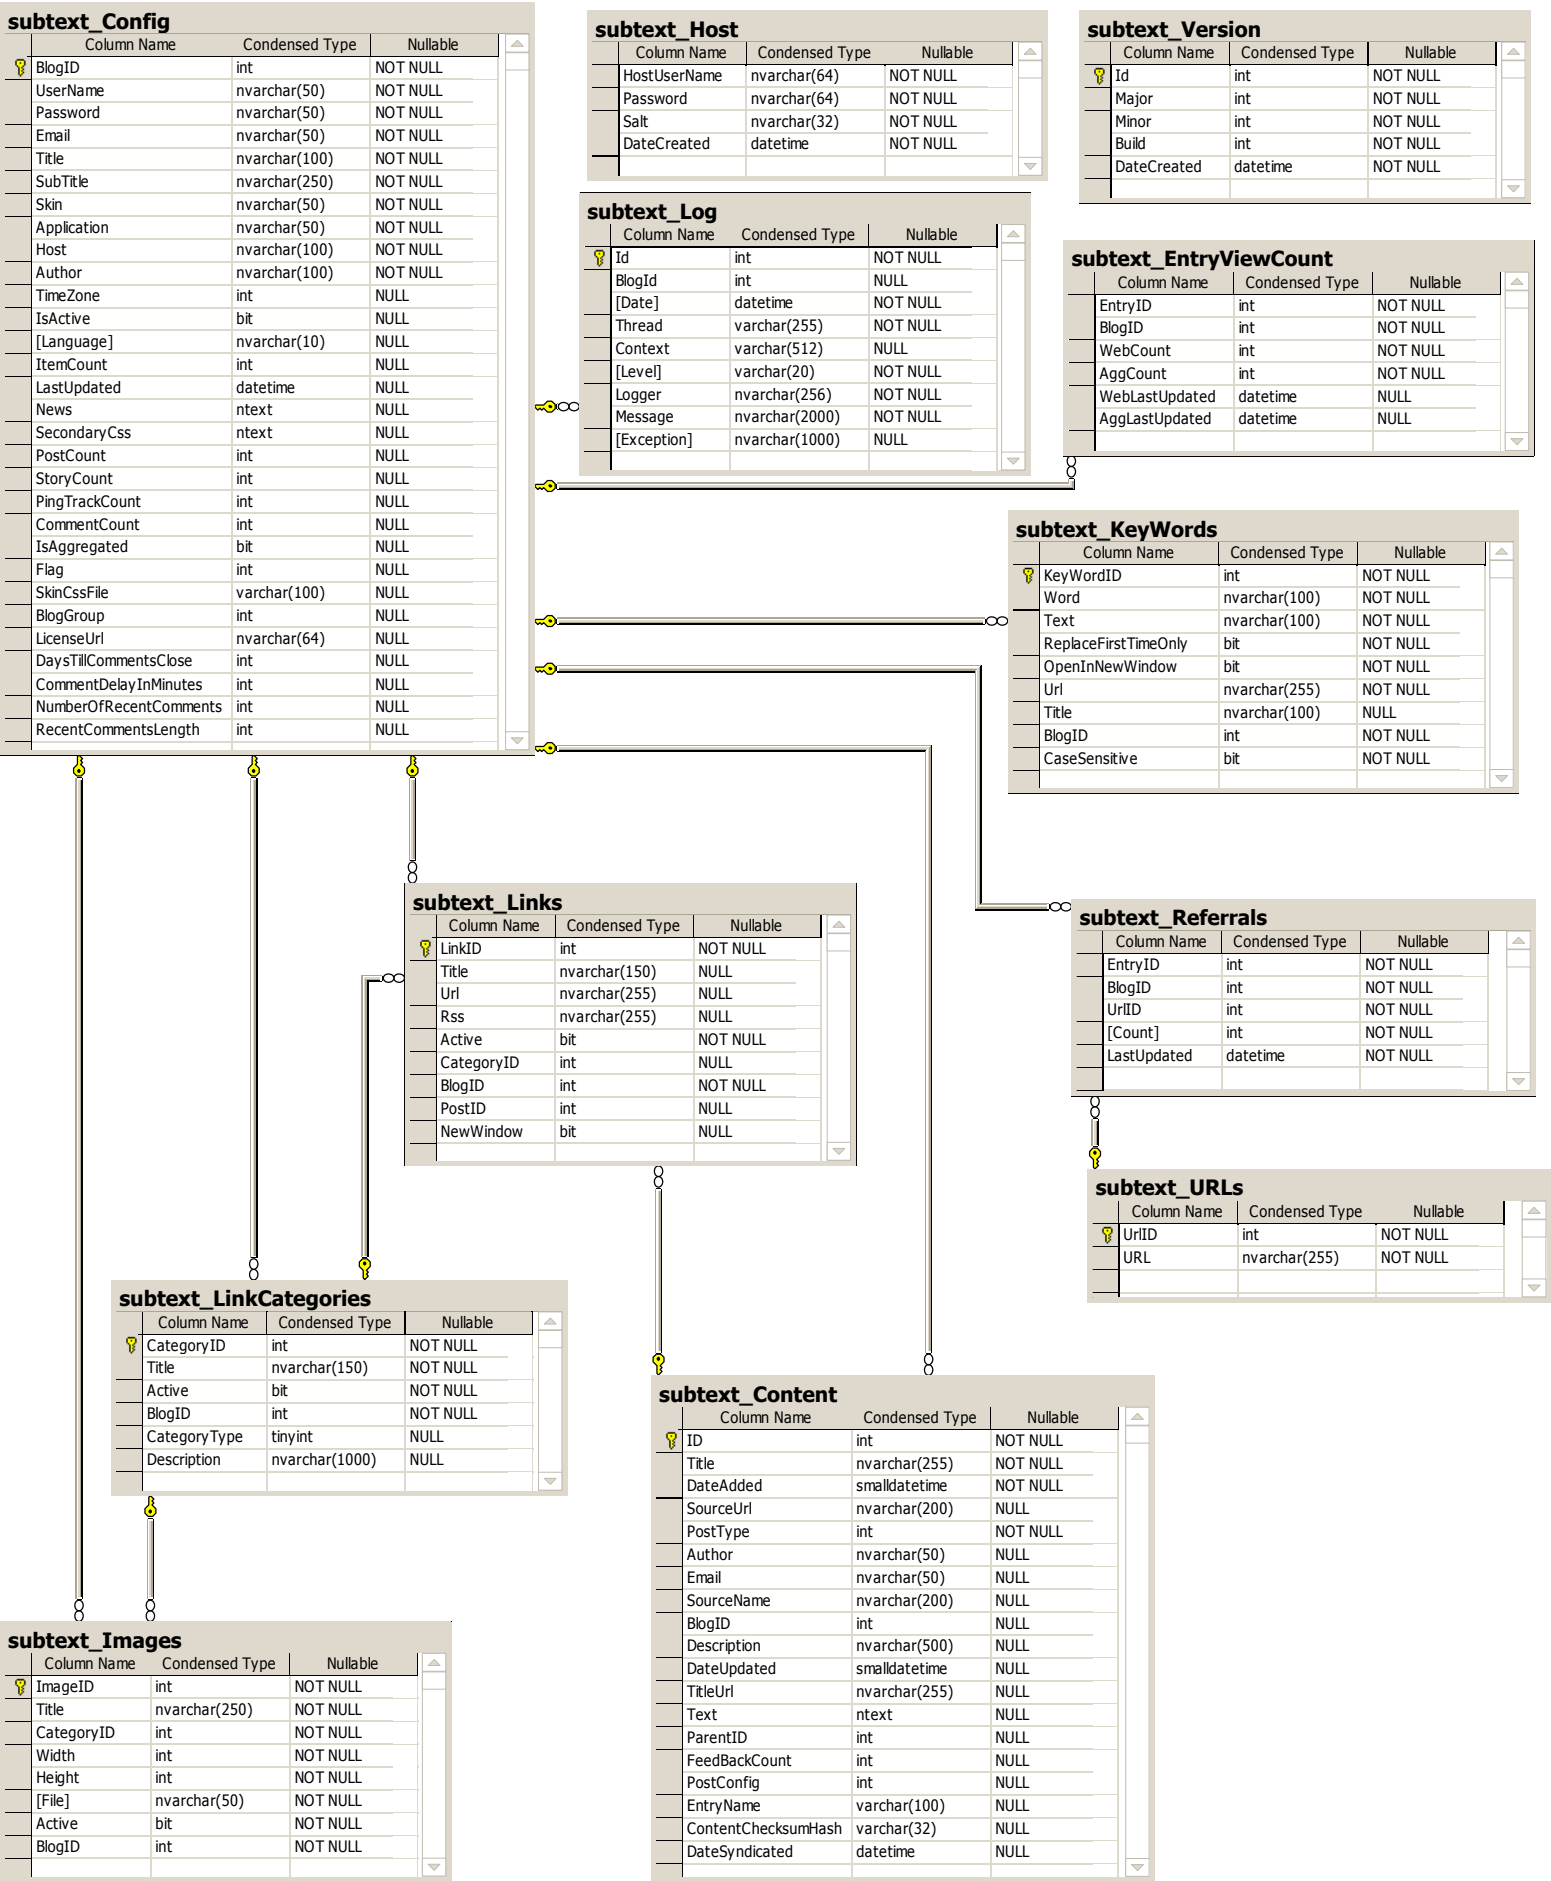 subtext_Config
Column Name Condensed Type Nullable
BlogID int NOT NULL
UserName nvarchar(50) NOT NULL
Password nvarchar(50) NOT NULL
Email nvarchar(50) NOT NULL
Title nvarchar(100) NOT NULL
SubTitle nvarchar(250) NOT NULL
Skin nvarchar(50) NOT NULL
Application nvarchar(50) NOT NULL
Host nvarchar(100) NOT NULL
Author nvarchar(100) NOT NULL
TimeZone int NULL
IsActive bit NULL
[Language] nvarchar(10) NULL
ItemCount int NULL
LastUpdated datetime NULL
News ntext NULL
SecondaryCss ntext NULL
PostCount int NULL
StoryCount int NULL
PingTrackCount int NULL
CommentCount int NULL
IsAggregated bit NULL
Flag int NULL
SkinCssFile varchar(100) NULL
BlogGroup int NULL
LicenseUrl nvarchar(64) NULL
DaysTillCommentsClose int NULL
CommentDelayInMinutes int NULL
NumberOfRecentComments int NULL
RecentCommentsLength int NULL
subtext_Host
Column Name Condensed Type Nullable
HostUserName nvarchar(64) NOT NULL
Password nvarchar(64) NOT NULL
Salt nvarchar(32) NOT NULL
DateCreated datetime NOT NULL
subtext_Version
Column Name Condensed Type Nullable
Id int NOT NULL
Major int NOT NULL
Minor int NOT NULL
Build int NOT NULL
DateCreated datetime NOT NULL
subtext_Log
Column Name Condensed Type Nullable
Id int NOT NULL
BlogId int NULL
[Date] datetime NOT NULL
Thread varchar(255) NOT NULL
Context varchar(512) NULL
[Level] varchar(20) NOT NULL
Logger nvarchar(256) NOT NULL
Message nvarchar(2000) NOT NULL
[Exception] nvarchar(1000) NULL
subtext_EntryViewCount
Column Name Condensed Type Nullable
EntryID int NOT NULL
BlogID int NOT NULL
WebCount int NOT NULL
AggCount int NOT NULL
WebLastUpdated datetime NULL
AggLastUpdated datetime NULL
subtext_KeyWords
Column Name Condensed Type Nullable
KeyWordID int NOT NULL
Word nvarchar(100) NOT NULL
Text nvarchar(100) NOT NULL
ReplaceFirstTimeOnly bit NOT NULL
OpenInNewWindow bit NOT NULL
Url nvarchar(255) NOT NULL
Title nvarchar(100) NULL
BlogID int NOT NULL
CaseSensitive bit NOT NULL
subtext_Links
Column Name Condensed Type Nullable
LinkID int NOT NULL
Title nvarchar(150) NULL
Url nvarchar(255) NULL
Rss nvarchar(255) NULL
Active bit NOT NULL
CategoryID int NULL
BlogID int NOT NULL
PostID int NULL
NewWindow bit NULL
subtext_Referrals
Column Name Condensed Type Nullable
EntryID int NOT NULL
BlogID int NOT NULL
UrlID int NOT NULL
[Count] int NOT NULL
LastUpdated datetime NOT NULL
subtext_URLs
Column Name Condensed Type Nullable
UrlID int NOT NULL
URL nvarchar(255) NOT NULL
subtext_LinkCategories
Column Name Condensed Type Nullable
CategoryID int NOT NULL
Title nvarchar(150) NOT NULL
Active bit NOT NULL
BlogID int NOT NULL
CategoryType tinyint NULL
Description nvarchar(1000) NULL
subtext_Content
Column Name Condensed Type Nullable
ID int NOT NULL
Title nvarchar(255) NOT NULL
DateAdded smalldatetime NOT NULL
SourceUrl nvarchar(200) NULL
PostType int NOT NULL
Author nvarchar(50) NULL
Email nvarchar(50) NULL
SourceName nvarchar(200) NULL
BlogID int NULL
Description nvarchar(500) NULL
DateUpdated smalldatetime NULL
TitleUrl nvarchar(255) NULL
Text ntext NULL
ParentID int NULL
FeedBackCount int NULL
PostConfig int NULL
EntryName varchar(100) NULL
ContentChecksumHash varchar(32) NULL
DateSyndicated datetime NULL
subtext_Images
Column Name Condensed Type Nullable
ImageID int NOT NULL
Title nvarchar(250) NOT NULL
CategoryID int NOT NULL
Width int NOT NULL
Height int NOT NULL
[File] nvarchar(50) NOT NULL
Active bit NOT NULL
BlogID int NOT NULL